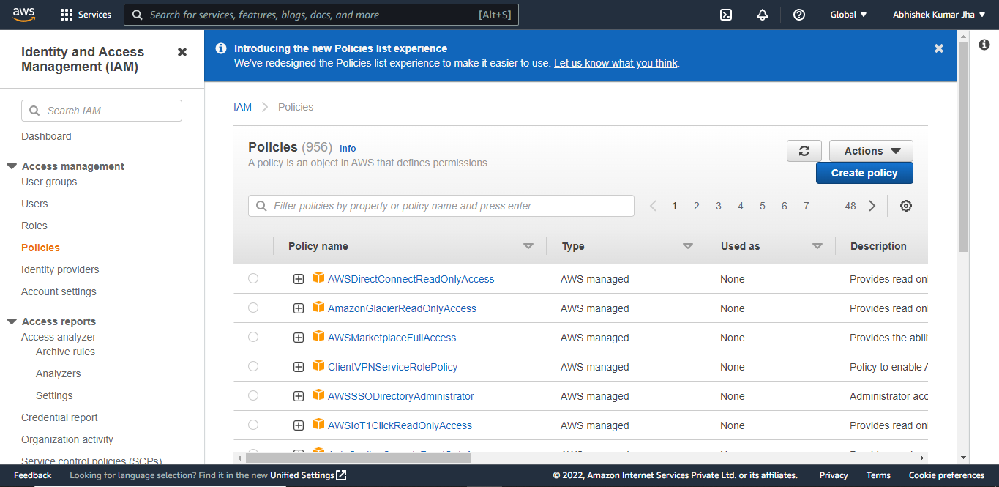 aws
Services
Search for services, features, blogs, docs, and more
[Alt+S]
Global
Abhishek Kumar Jha
Identity and Access
Management (IAM)
Search IAM
Dashboard
Access management
User groups
Users
Roles
Policies
Identity providers
Account settings
Access reports
Access analyzer
Archive rules
Analyzers
Settings
Credential report
Organization activity
Service control policies (SCPs)
Introducing the new Policies list experience
We've redesigned the Policies list experience to make it easier to use. Let us know what you think.
IAM Policies
Policies (956) Info
A policy is an object in AWS that defines permissions.
Actions
Create policy
Filter policies by property or policy name and press enter
1 2 3 4 5 6 7 ... 48
Policy name Type Used as Description
AWSDirectConnectReadOnlyAccess AWS managed None Provides read on
AmazonGlacierReadOnlyAccess AWS managed None Provides read on
AWSMarketplaceFullAccess AWS managed None Provides the abili
ClientVPNServiceRolePolicy AWS managed None Policy to enable A
AWSSSODirectoryAdministrator AWS managed None Administrator acc
AWSIoT1ClickReadOnlyAccess AWS managed None Provides read on
Feedback
Looking for language selection? Find it in the new Unified Settings
© 2022, Amazon Internet Services Private Ltd. or its affiliates.
Privacy
Terms
Cookie preferences